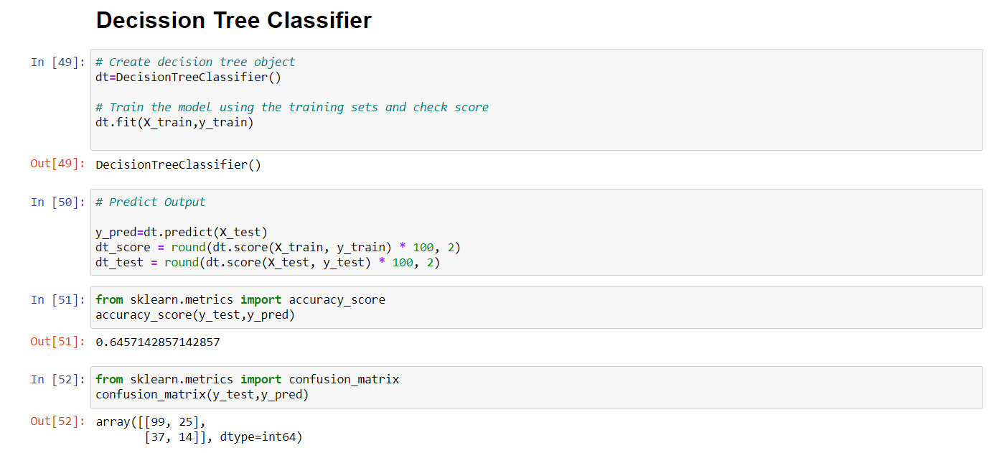 Decission Tree Classifier
In [49]: # Create decision tree object
dt=DecisionTreeClassifier()
# Train the model using the training sets and check score
dt.fit(X_train,y_train)
Out[49]: DecisionTreeClassifier()
In [50]: # Predict Output
y_pred=dt.predict(X_test)
dt_score = round(dt.score(X_train, y_train) * 100, 2)
dt_test = round(dt.score(X_test, y_test) * 100, 2)
In [51]: from sklearn.metrics import accuracy_score
accuracy_score(y_test,y_pred)
Out[51]: 0.6457142857142857
In [52]: from sklearn.metrics import confusion_matrix
confusion_matrix(y_test,y_pred)
Out[52]: array([[99, 25],
[37, 14]], dtype=int64)